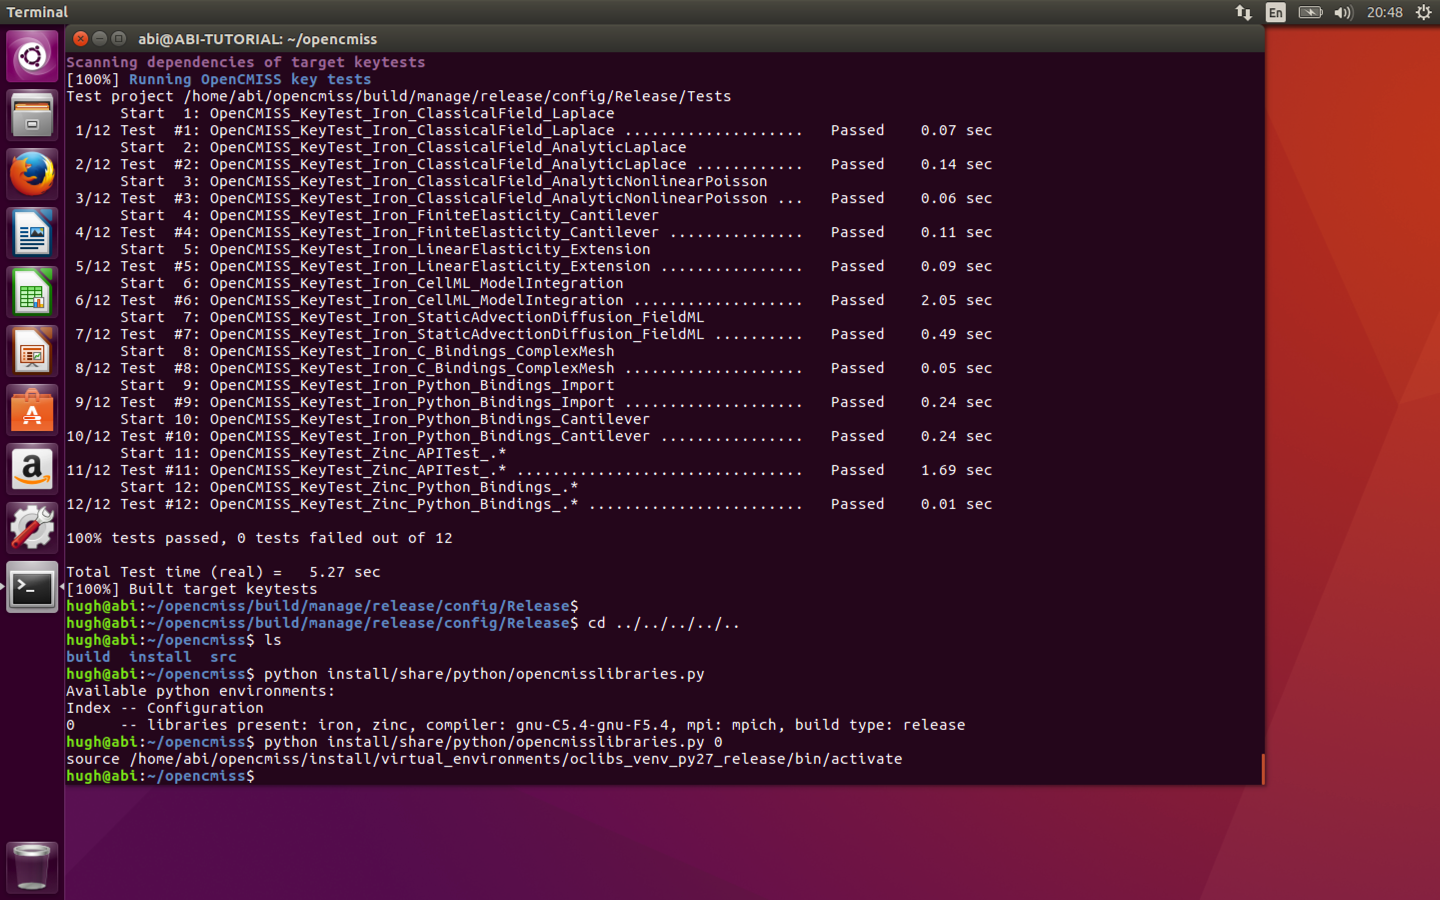 Terminal
En
20:48
abi@ABI-TUTORIAL: ~/opencmiss
Scanning dependencies of target keytests
[100%] Running OpenCMISS key tests
Test project /home/abi/opencmiss/build/manage/release/config/Release/Tests
      Start  1: OpenCMISS_KeyTest_Iron_ClassicalField_Laplace
 1/12 Test  #1: OpenCMISS_KeyTest_Iron_ClassicalField_Laplace ....................   Passed    0.07 sec
      Start  2: OpenCMISS_KeyTest_Iron_ClassicalField_AnalyticLaplace
 2/12 Test  #2: OpenCMISS_KeyTest_Iron_ClassicalField_AnalyticLaplace ............   Passed    0.14 sec
      Start  3: OpenCMISS_KeyTest_Iron_ClassicalField_AnalyticNonlinearPoisson
 3/12 Test  #3: OpenCMISS_KeyTest_Iron_ClassicalField_AnalyticNonlinearPoisson ...   Passed    0.06 sec
      Start  4: OpenCMISS_KeyTest_Iron_FiniteElasticity_Cantilever
 4/12 Test  #4: OpenCMISS_KeyTest_Iron_FiniteElasticity_Cantilever ...............   Passed    0.11 sec
      Start  5: OpenCMISS_KeyTest_Iron_LinearElasticity_Extension
 5/12 Test  #5: OpenCMISS_KeyTest_Iron_LinearElasticity_Extension ................   Passed    0.09 sec
      Start  6: OpenCMISS_KeyTest_Iron_CellML_ModelIntegration
 6/12 Test  #6: OpenCMISS_KeyTest_Iron_CellML_ModelIntegration ...................   Passed    2.05 sec
      Start  7: OpenCMISS_KeyTest_Iron_StaticAdvectionDiffusion_FieldML
 7/12 Test  #7: OpenCMISS_KeyTest_Iron_StaticAdvectionDiffusion_FieldML ..........   Passed    0.49 sec
      Start  8: OpenCMISS_KeyTest_Iron_C_Bindings_ComplexMesh
 8/12 Test  #8: OpenCMISS_KeyTest_Iron_C_Bindings_ComplexMesh ....................   Passed    0.05 sec
      Start  9: OpenCMISS_KeyTest_Iron_Python_Bindings_Import
 9/12 Test  #9: OpenCMISS_KeyTest_Iron_Python_Bindings_Import ....................   Passed    0.24 sec
      Start 10: OpenCMISS_KeyTest_Iron_Python_Bindings_Cantilever
10/12 Test #10: OpenCMISS_KeyTest_Iron_Python_Bindings_Cantilever ................   Passed    0.24 sec
      Start 11: OpenCMISS_KeyTest_Zinc_APITest_.*
11/12 Test #11: OpenCMISS_KeyTest_Zinc_APITest_.* ................................   Passed    1.69 sec
      Start 12: OpenCMISS_KeyTest_Zinc_Python_Bindings_.*
12/12 Test #12: OpenCMISS_KeyTest_Zinc_Python_Bindings_.* ........................   Passed    0.01 sec
100% tests passed, 0 tests failed out of 12
Total Test time (real) =   5.27 sec
[100%] Built target keytests
hugh@abi:~/opencmiss/build/manage/release/config/Release$
hugh@abi:~/opencmiss/build/manage/release/config/Release$ cd ../../../../..
hugh@abi:~/opencmiss$ ls
build  install  src
hugh@abi:~/opencmiss$ python install/share/python/opencmisslibraries.py
Available python environments:
Index -- Configuration
0     -- libraries present: iron, zinc, compiler: gnu-C5.4-gnu-F5.4, mpi: mpich, build type: release
hugh@abi:~/opencmiss$ python install/share/python/opencmisslibraries.py 0
source /home/abi/opencmiss/install/virtual_environments/oclibs_venv_py27_release/bin/activate
hugh@abi:~/opencmiss$